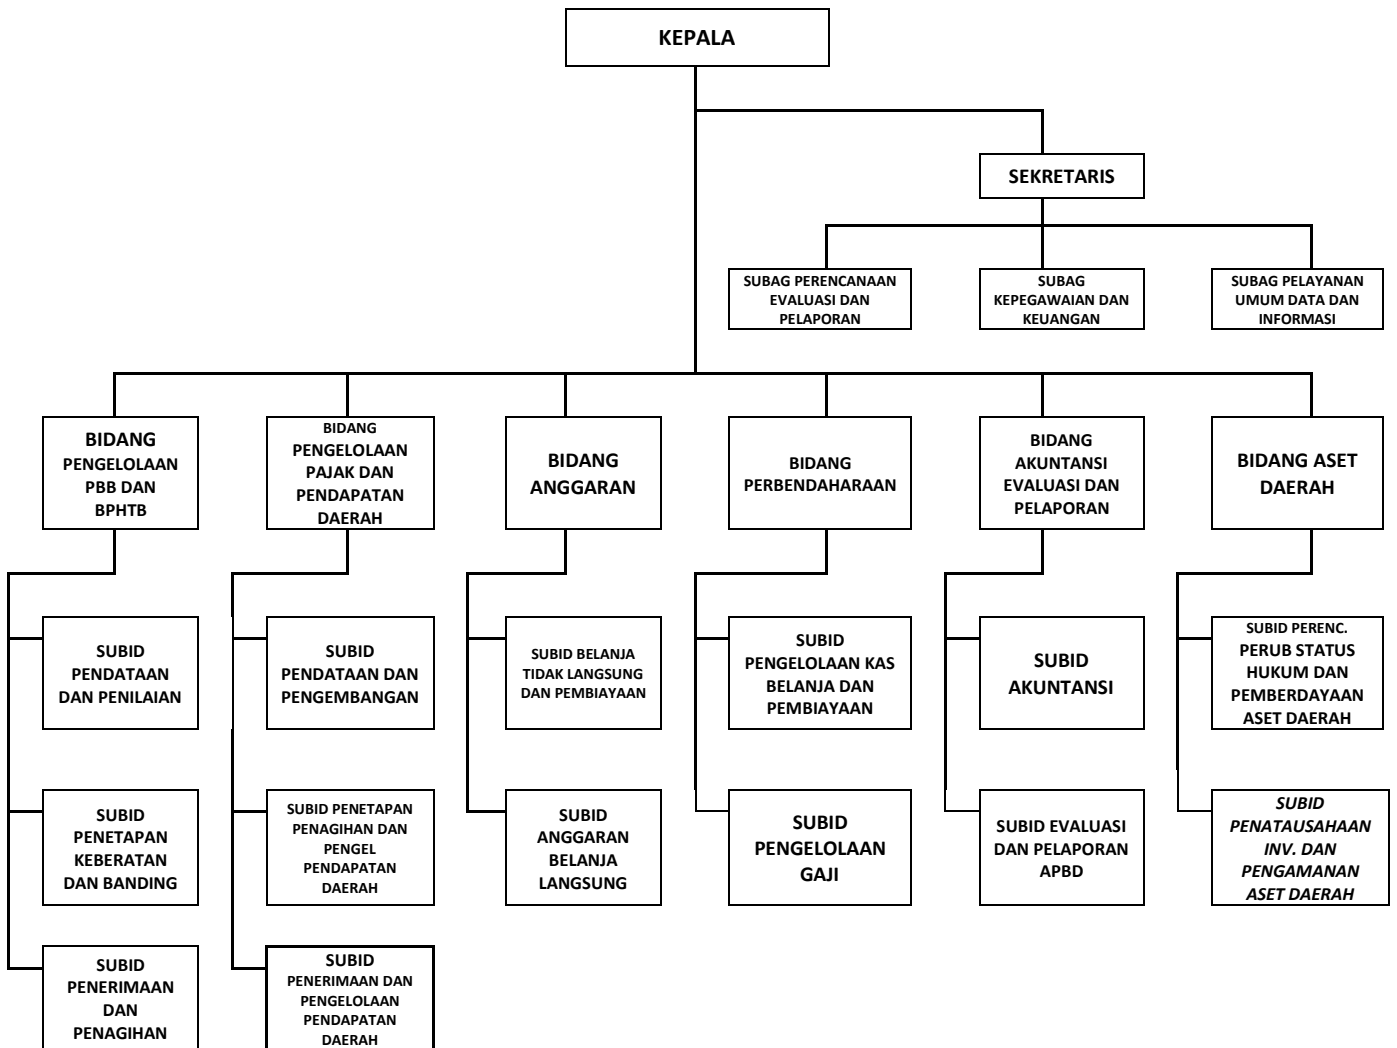 KEPALA
SEKRETARIS
SUBAG PERENCANAAN
EVALUASI DAN
PELAPORAN
SUBAG
KEPEGAWAIAN DAN
KEUANGAN
SUBAG PELAYANAN
UMUM DATA DAN
INFORMASI
BIDANG
PENGELOLAAN
PBB DAN
BPHTB
BIDANG
PENGELOLAAN
PAJAK DAN
PENDAPATAN
DAERAH
BIDANG
ANGGARAN
BIDANG
PERBENDAHARAAN
BIDANG
AKUNTANSI
EVALUASI DAN
PELAPORAN
BIDANG ASET
DAERAH
SUBID
PENDATAAN
DAN PENILAIAN
SUBID
PENDATAAN DAN
PENGEMBANGAN
SUBID BELANJA
TIDAK LANGSUNG
DAN PEMBIAYAAN
SUBID
PENGELOLAAN KAS
BELANJA DAN
PEMBIAYAAN
SUBID
AKUNTANSI
SUBID PERENC.
PERUB STATUS
HUKUM DAN
PEMBERDAYAAN
ASET DAERAH
SUBID
PENETAPAN
KEBERATAN
DAN BANDING
SUBID PENETAPAN
PENAGIHAN DAN
PENGEL
PENDAPATAN
DAERAH
SUBID
ANGGARAN
BELANJA
LANGSUNG
SUBID
PENGELOLAAN
GAJI
SUBID EVALUASI
DAN PELAPORAN
APBD
SUBID
PENATAUSAHAAN
INV. DAN
PENGAMANAN
ASET DAERAH
SUBID
PENERIMAAN
DAN
PENAGIHAN
SUBID
PENERIMAAN DAN
PENGELOLAAN
PENDAPATAN
DAERAH